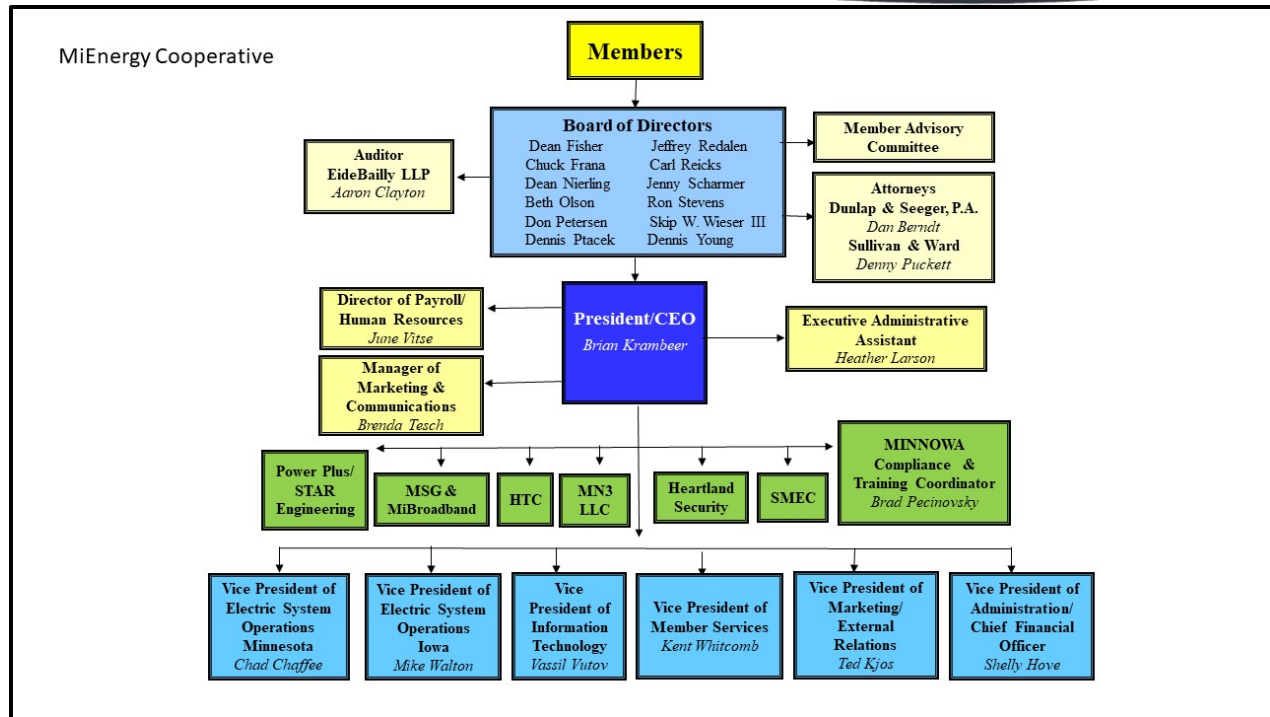 MiEnergy Cooperative
Members
Board of Directors
Dean Fisher Jeffrey Redalen
Chuck Frana Carl Reicks
Dean Nierling Jenny Scharmer
Beth Olson Ron Stevens
Don Petersen Skip W. Wieser III
Dennis Ptacek Dennis Young
Auditor
EideBailly LLP
Aaron Clayton
Member Advisory
Committee
Attorneys
Dunlap & Seeger, P.A.
Dan Berndt
Sullivan & Ward
Denny Puckett
Director of Payroll/
Human Resources
June Vitse
President/CEO
Brian Krambeer
Executive Administrative
Assistant
Heather Larson
Manager of
Marketing &
Communications
Brenda Tesch
Power Plus/
STAR
Engineering
MSG &
MiBroadband
HTC
MN3
LLC
Heartland
Security
SMEC
MINNOWA
Compliance &
Training Coordinator
Brad Pecinovsky
Vice President of
Electric System
Operations
Minnesota
Chad Chaffee
Vice President of
Electric System
Operations
Iowa
Mike Walton
Vice
President of
Information
Technology
Vassil Vutov
Vice President of
Member Services
Kent Whitcomb
Vice President of
Marketing/
External
Relations
Ted Kjos
Vice President of
Administration/
Chief Financial
Officer
Shelly Hove